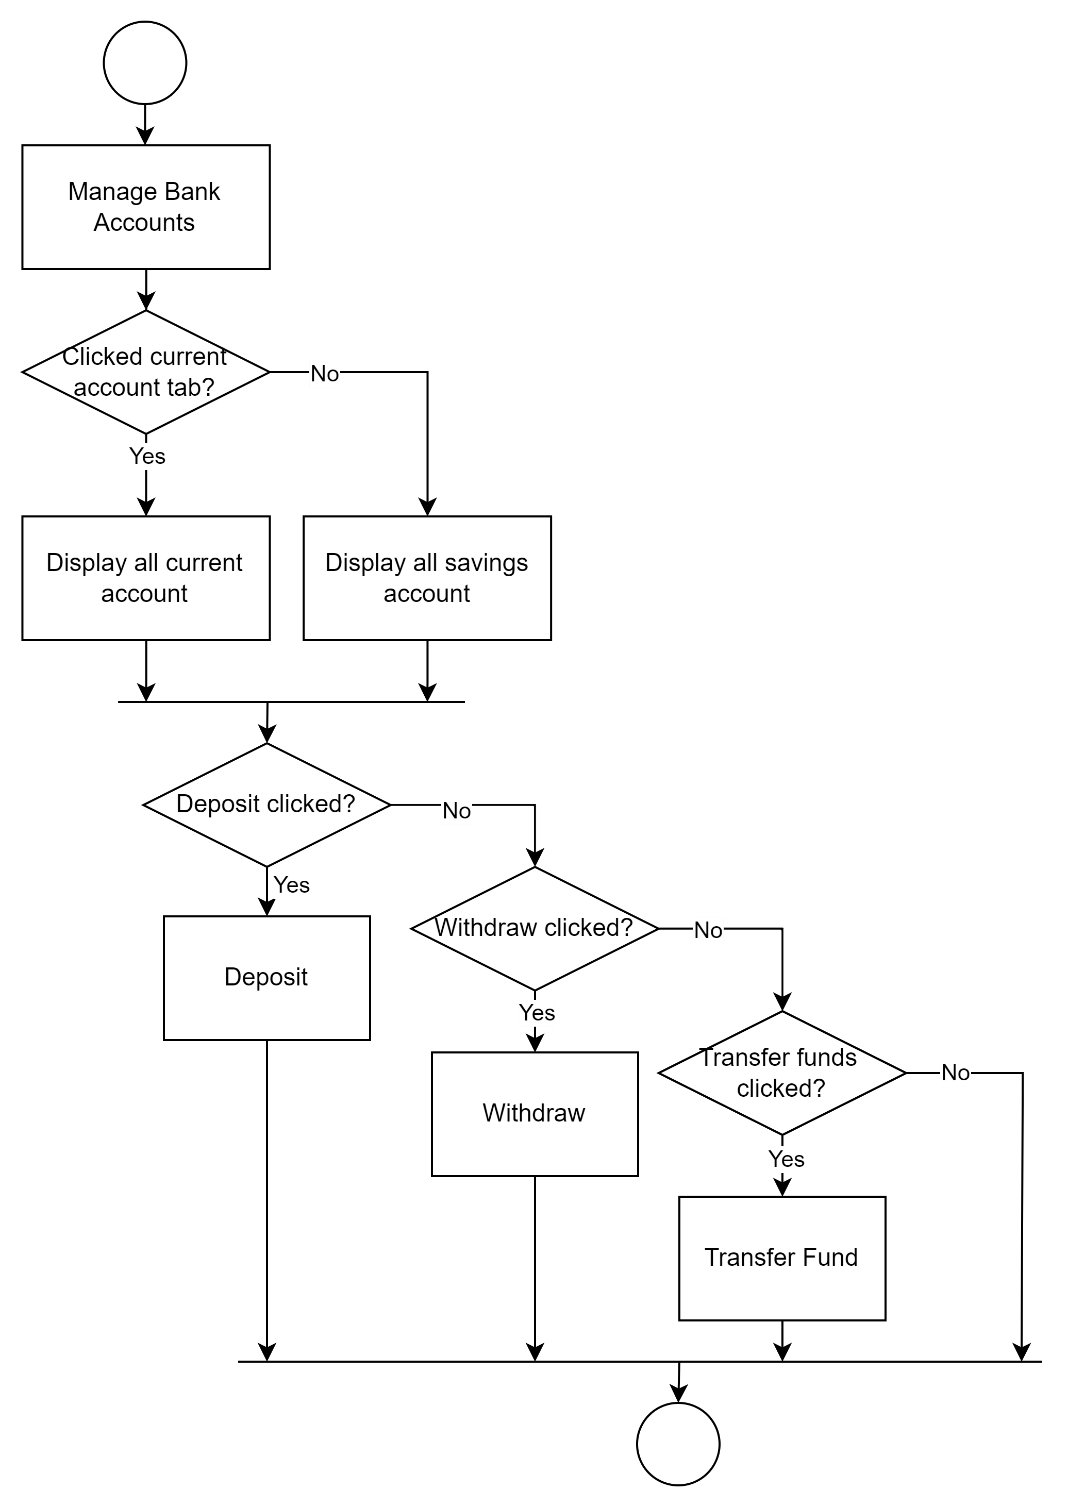 Manage Bank
Accounts
Clicked current
account tab?
No
Yes
Display all current
account
Display all savings
account
Deposit clicked?
No
Yes
Deposit
Withdraw clicked?
No
Yes
Withdraw
Transfer funds
clicked?
No
Yes
Transfer Fund